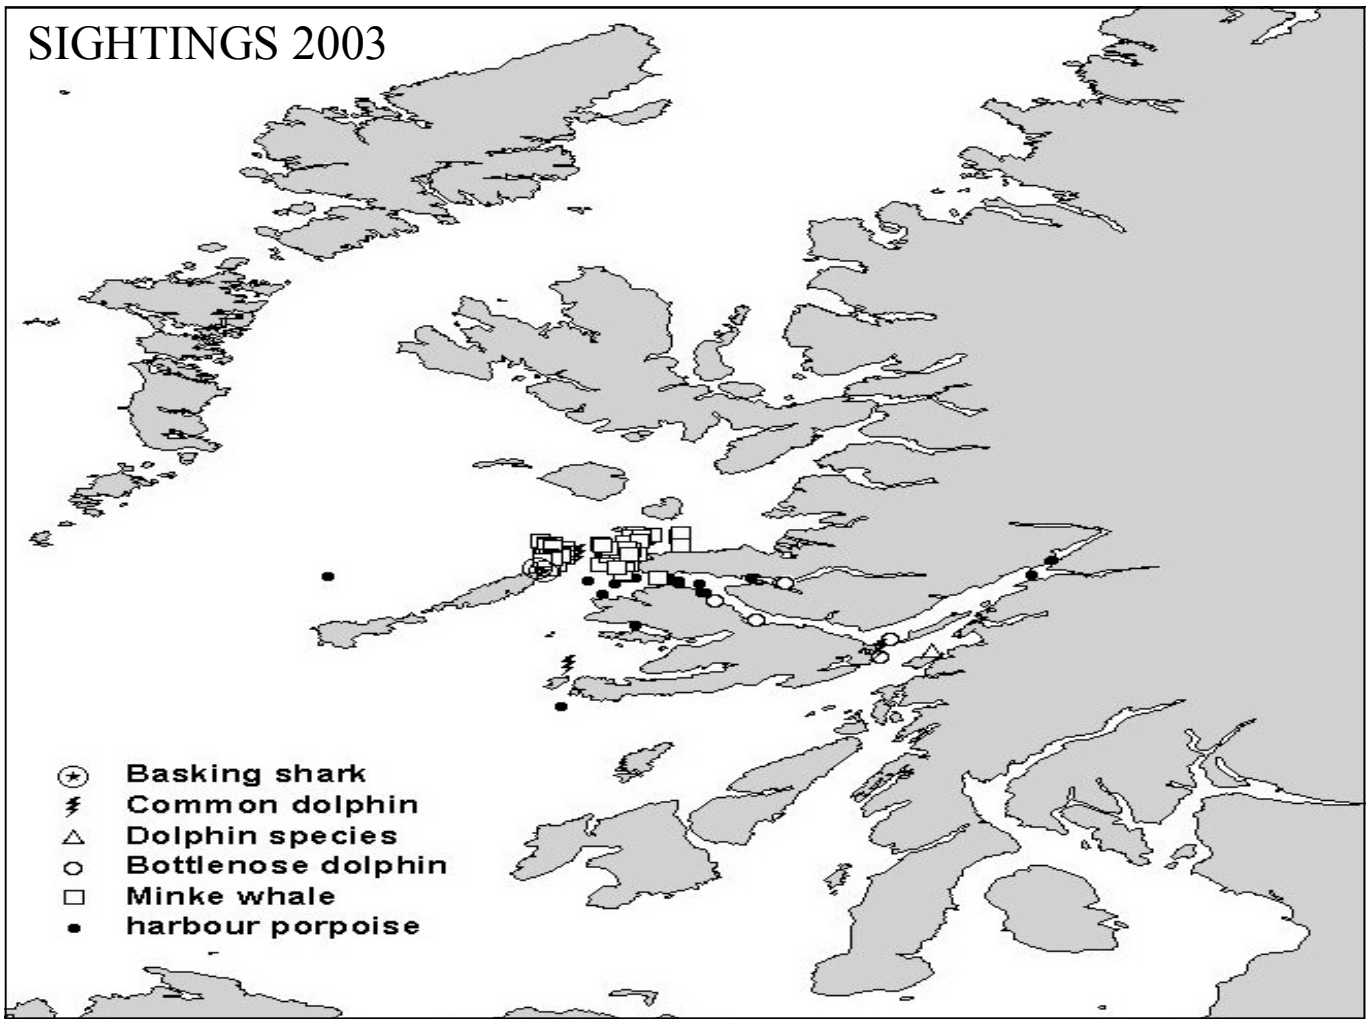 SIGHTINGS 2003
Basking shark
Common dolphin
Dolphin species
Bottlenose dolphin
Minke whale
harbour porpoise